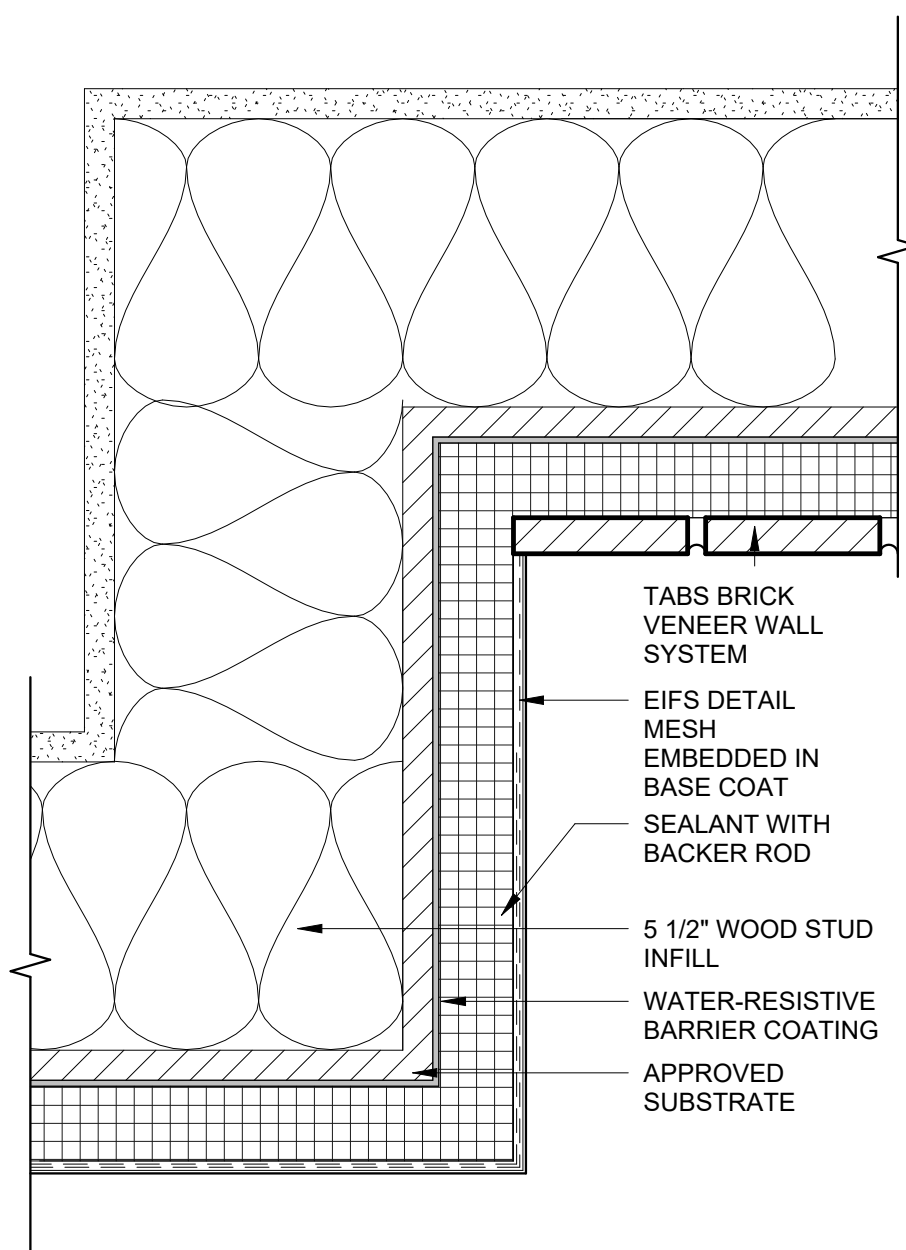 TABS BRICK
VENEER WALL
SYSTEM
EIFS DETAIL
MESH
EMBEDDED IN
BASE COAT
SEALANT WITH
BACKER ROD
5 1/2" WOOD STUD
INFILL
WATER-RESISTIVE
BARRIER COATING
APPROVED
SUBSTRATE